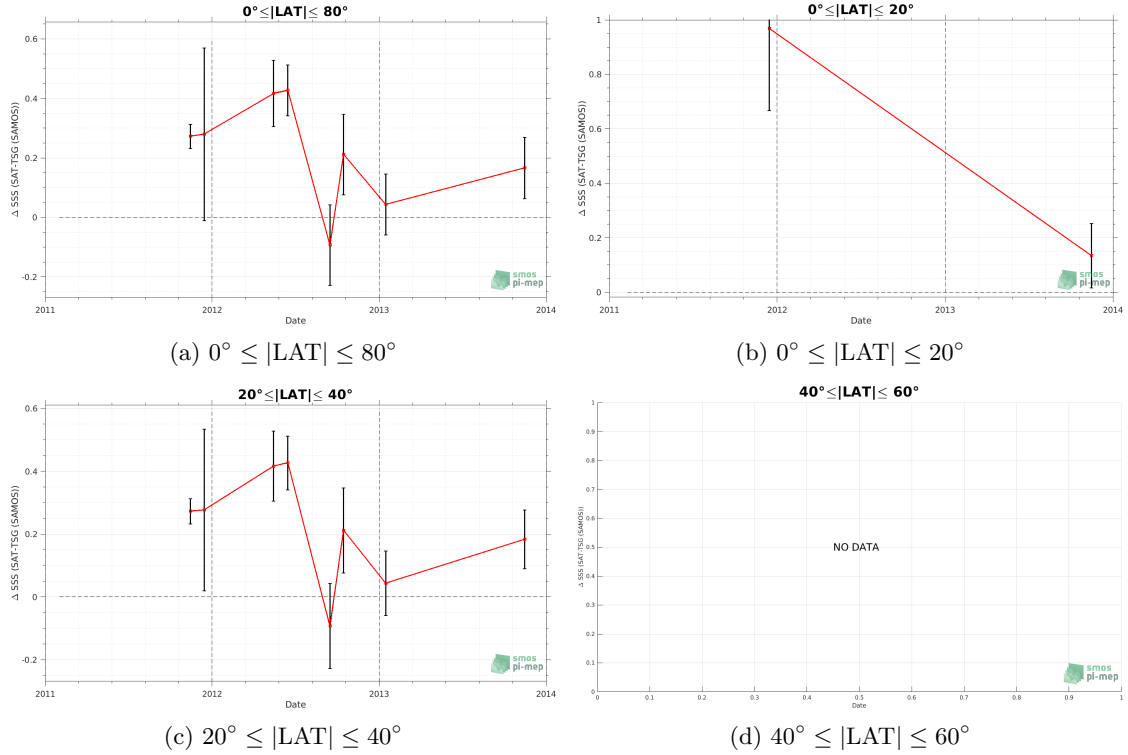 0°≤|LAT|≤ 80°
Δ SSS (SAT-TSG (SAMOS))
0.6
0.4
0.2
0
-0.2
2011
2012
2013
2014
Date
smos
pi-mep
(a) 0° ≤ |LAT| ≤ 80°
0°≤|LAT|≤ 20°
Δ SSS (SAT-TSG (SAMOS))
1
0.8
0.6
0.4
0.2
0
2011
2012
2013
2014
Date
smos
pi-mep
(b) 0° ≤ |LAT| ≤ 20°
20°≤|LAT|≤ 40°
Δ SSS (SAT-TSG (SAMOS))
0.6
0.4
0.2
0
-0.2
2011
2012
2013
2014
Date
smos
pi-mep
(c) 20° ≤ |LAT| ≤ 40°
40°≤|LAT|≤ 60°
Δ SSS (SAT-TSG (SAMOS))
1
0.9
0.8
0.7
0.6
0.5
0.4
0.3
0.2
0.1
0
NO DATA
0
0.1
0.2
0.3
0.4
0.5
0.6
0.7
0.8
0.9
1
Date
smos
pi-mep
(d) 40° ≤ |LAT| ≤ 60°